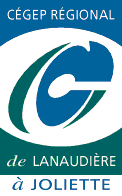 CÉGEP RÉGIONAL
de LANAUDIÈRE
à JOLIETTE